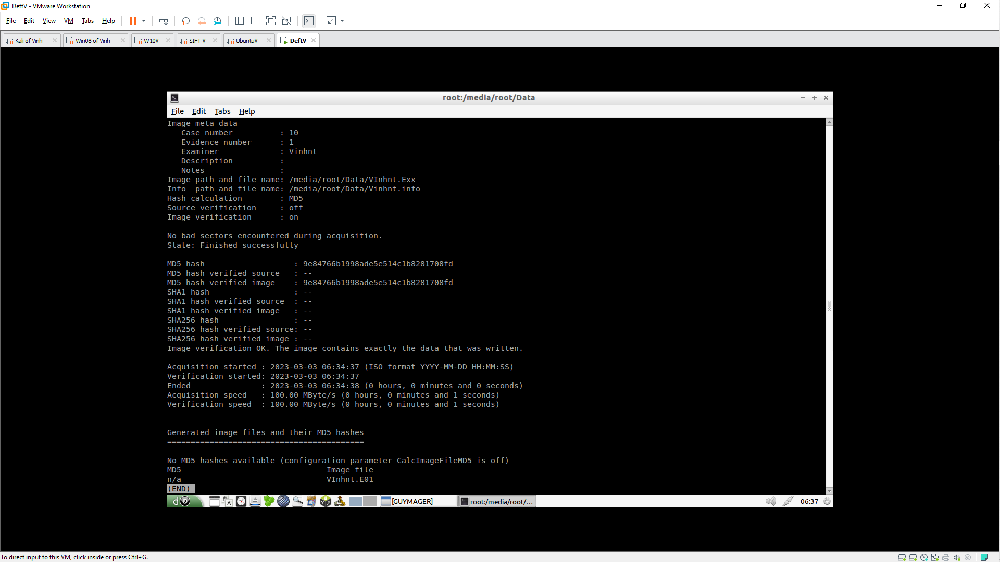 DeftV - VMware Workstation
File Edit View VM Tabs Help
Kali of Vinh Win08 of Vinh W10V SIFT V UbuntuV DeftV
root:/media/root/Data
File Edit Tabs Help
Image meta data
Case number : 10
Evidence number : 1
Examiner : Vinhnt
Description :
Notes :
Image path and file name: /media/root/Data/VInhnt.Exx
Info  path and file name: /media/root/Data/Vinhnt.info
Hash calculation : MD5
Source verification : off
Image verification : on
No bad sectors encountered during acquisition.
State: Finished successfully
MD5 hash : 9e84766b1998ade5e514c1b8281708fd
MD5 hash verified source : --
MD5 hash verified image : 9e84766b1998ade5e514c1b8281708fd
SHA1 hash : --
SHA1 hash verified source : --
SHA1 hash verified image : --
SHA256 hash : --
SHA256 hash verified source: --
SHA256 hash verified image : --
Image verification OK. The image contains exactly the data that was written.
Acquisition started : 2023-03-03 06:34:37 (ISO format YYYY-MM-DD HH:MM:SS)
Verification started: 2023-03-03 06:34:37
Ended : 2023-03-03 06:34:38 (0 hours, 0 minutes and 0 seconds)
Acquisition speed : 100.00 MByte/s (0 hours, 0 minutes and 1 seconds)
Verification speed : 100.00 MByte/s (0 hours, 0 minutes and 1 seconds)
Generated image files and their MD5 hashes
==========================================
No MD5 hashes available (configuration parameter CalcImageFileMD5 is off)
MD5 Image file
n/a VInhnt.E01
(END)
d8 A [GUYMAGER] root:/media/root/... 06:37
To direct input to this VM, click inside or press Ctrl+G.